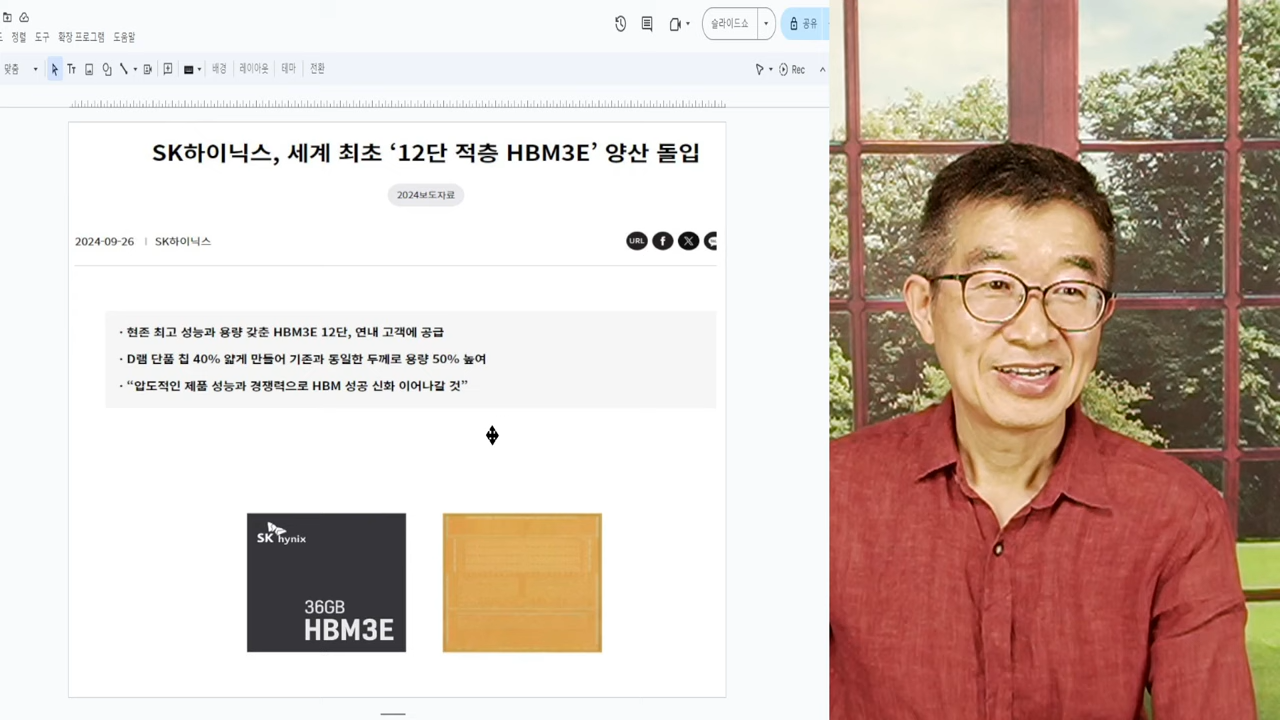 정렬 도구 확장 프로그램 도움말
슬라이드쇼
공유
맞춤
배경 레이아웃 테마 전환
Rec
SK하이닉스, 세계 최초 ‘12단 적층 HBM3E’ 양산 돌입
2024보도자료
2024-09-26 | SK하이닉스
URL
· 현존 최고 성능과 용량 갖춘 HBM3E 12단, 연내 고객에 공급
· D램 단품 칩 40% 얇게 만들어 기존과 동일한 두께로 용량 50% 높여
· “압도적인 제품 성능과 경쟁력으로 HBM 성공 신화 이어나갈 것”
SK hynix
36GB
HBM3E